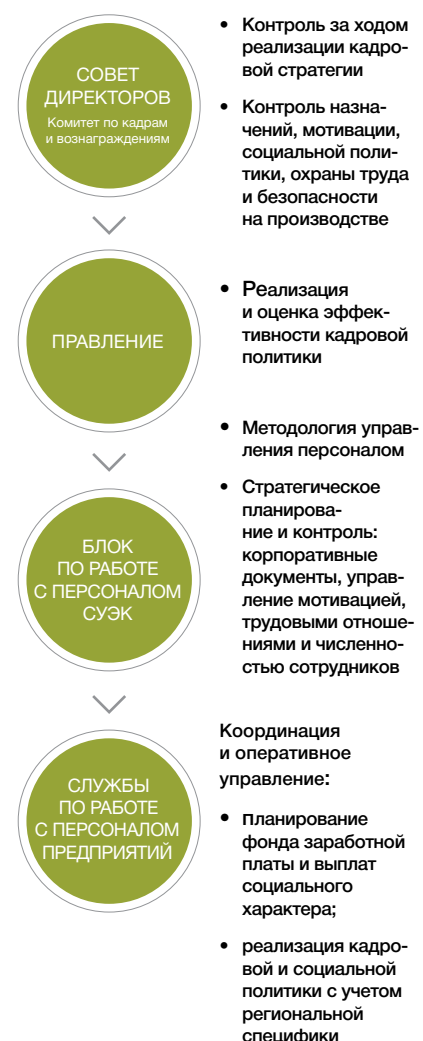 СОВЕТ
ДИРЕКТОРОВ
Комитет по кадрам
и вознаграждениям
• Контроль за ходом
реализации кадро-
вой стратегии
• Контроль назна-
чений, мотивации,
социальной поли-
тики, охраны труда
и безопасности
на производстве
ПРАВЛЕНИЕ
• Реализация
и оценка эффек-
тивности кадровой
политики
БЛОК
ПО РАБОТЕ
С ПЕРСОНАЛОМ
СУЭК
• Методология управ-
ления персоналом
• Стратегическое
планирова-
ние и контроль:
корпоративные
документы, управ-
ление мотивацией,
трудовыми отноше-
ниями и численно-
стью сотрудников
СЛУЖБЫ
ПО РАБОТЕ
С ПЕРСОНАЛОМ
ПРЕДПРИЯТИЙ
Координация
и оперативное
управление:
• планирование
фонда заработной
платы и выплат
социального
характера;
• реализация кадро-
вой и социальной
политики с учетом
региональной
специфики